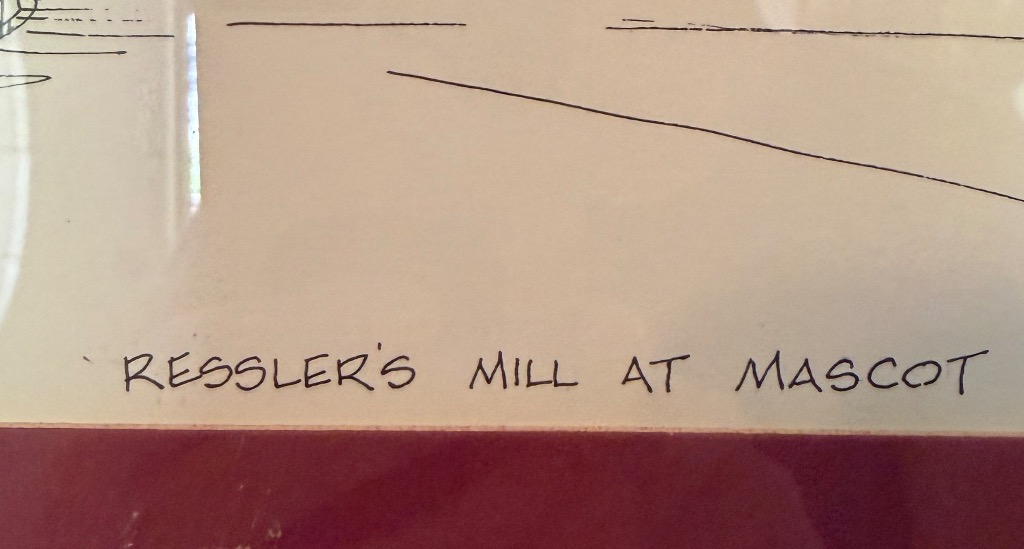 RESSLER'S MILL AT MASCOT